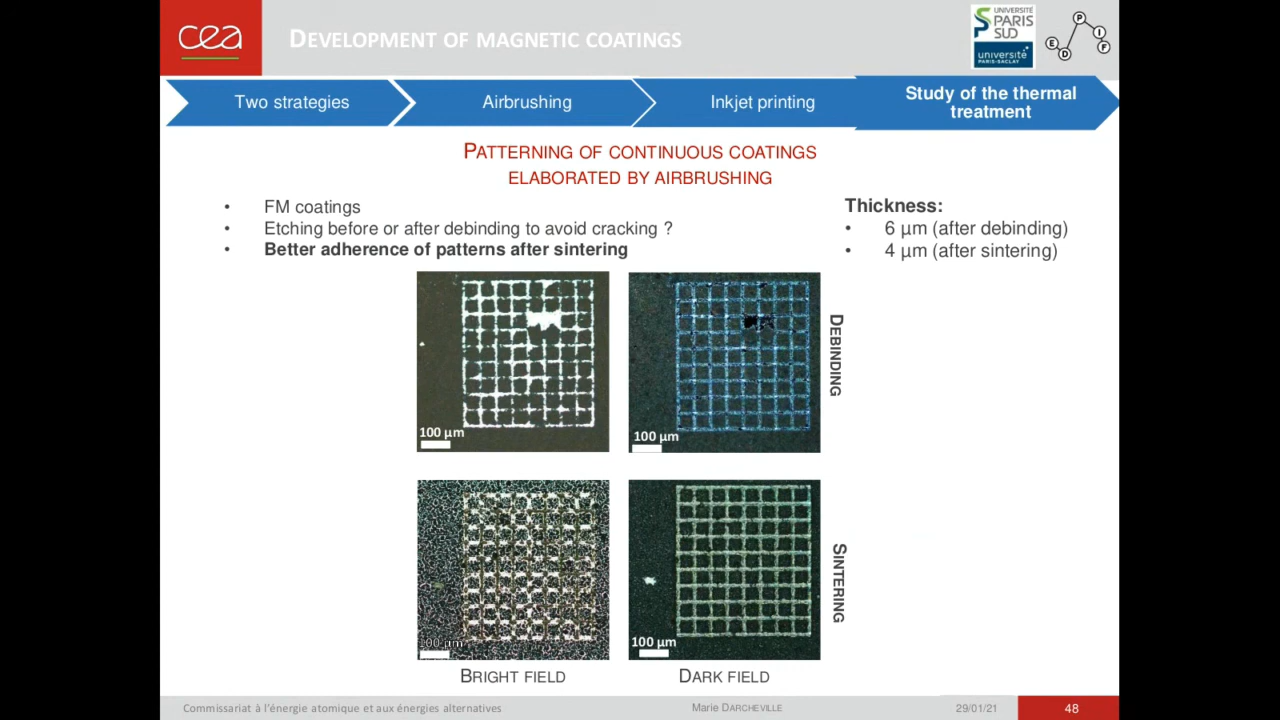 cea
DEVELOPMENT OF MAGNETIC COATINGS
UNIVERSITÉ
PARIS
SUD
université
PARIS-SACLAY
P
I
E
D
F
Two strategies
Airbrushing
Inkjet printing
Study of the thermal
treatment
PATTERNING OF CONTINUOUS COATINGS
ELABORATED BY AIRBRUSHING
• FM coatings
• Etching before or after debinding to avoid cracking ?
• Better adherence of patterns after sintering
Thickness:
• 6 µm (after debinding)
• 4 µm (after sintering)
100 µm
100 µm
DEBINDING
100 µm
100 µm
SINTERING
BRIGHT FIELD
DARK FIELD
Commissariat à l'énergie atomique et aux énergies alternatives
Marie DARCHEVILLE
29/01/21
48